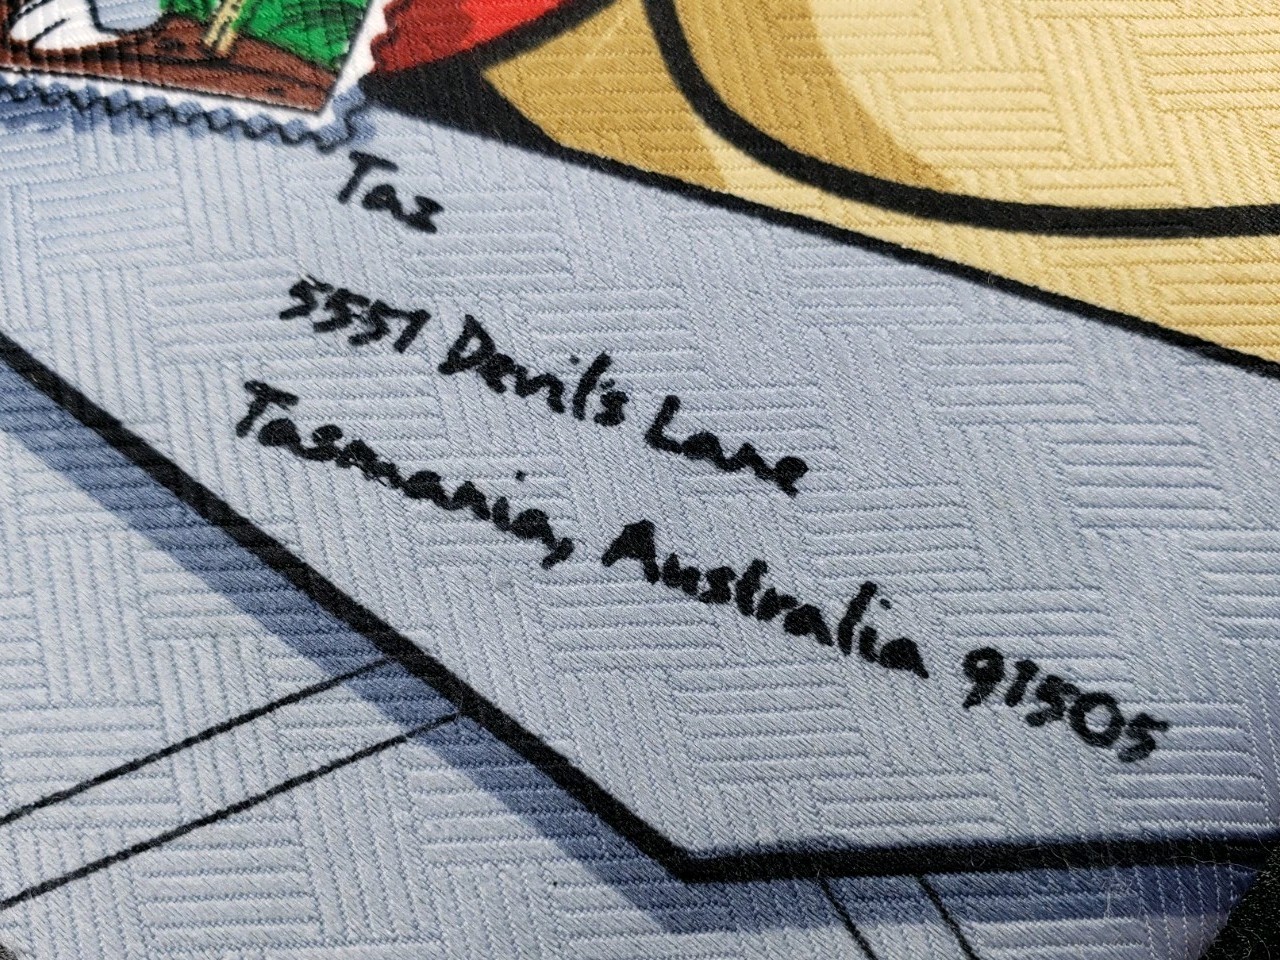 Taz
5551 Devil's Lane
Tasmania, Australia 91505